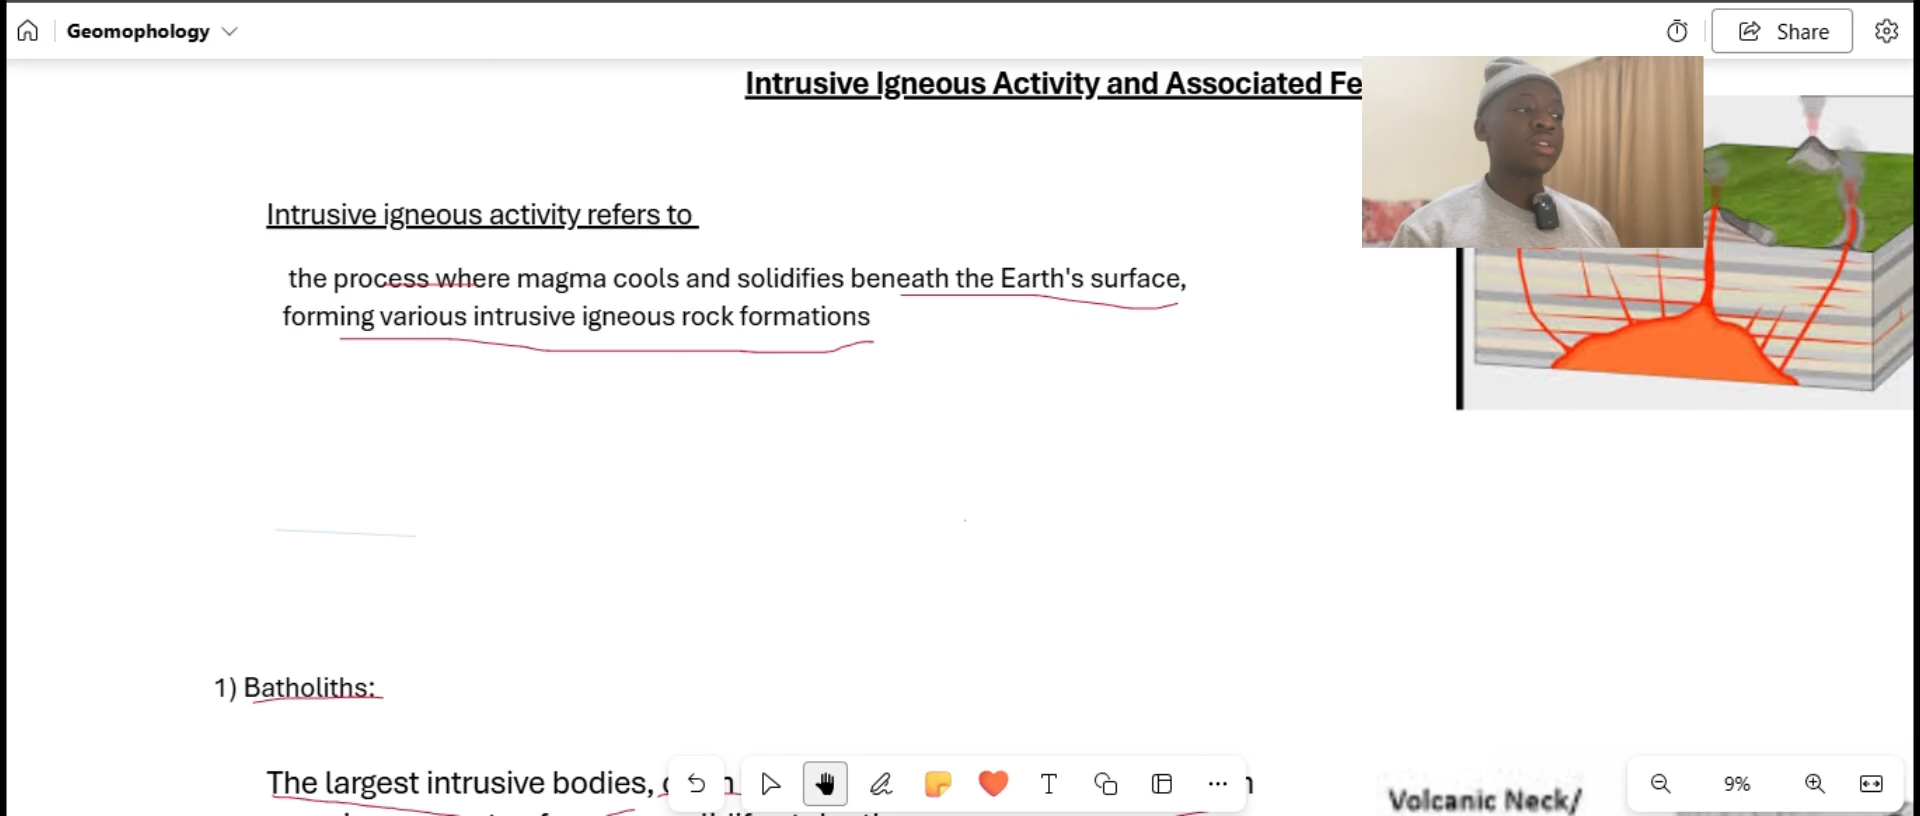 Geomophology
Share
Intrusive Igneous Activity and Associated Fe
Intrusive igneous activity refers to
the process where magma cools and solidifies beneath the Earth's surface,
forming various intrusive igneous rock formations
1) Batholiths:
The largest intrusive bodies,
9%
Volcanic Neck/